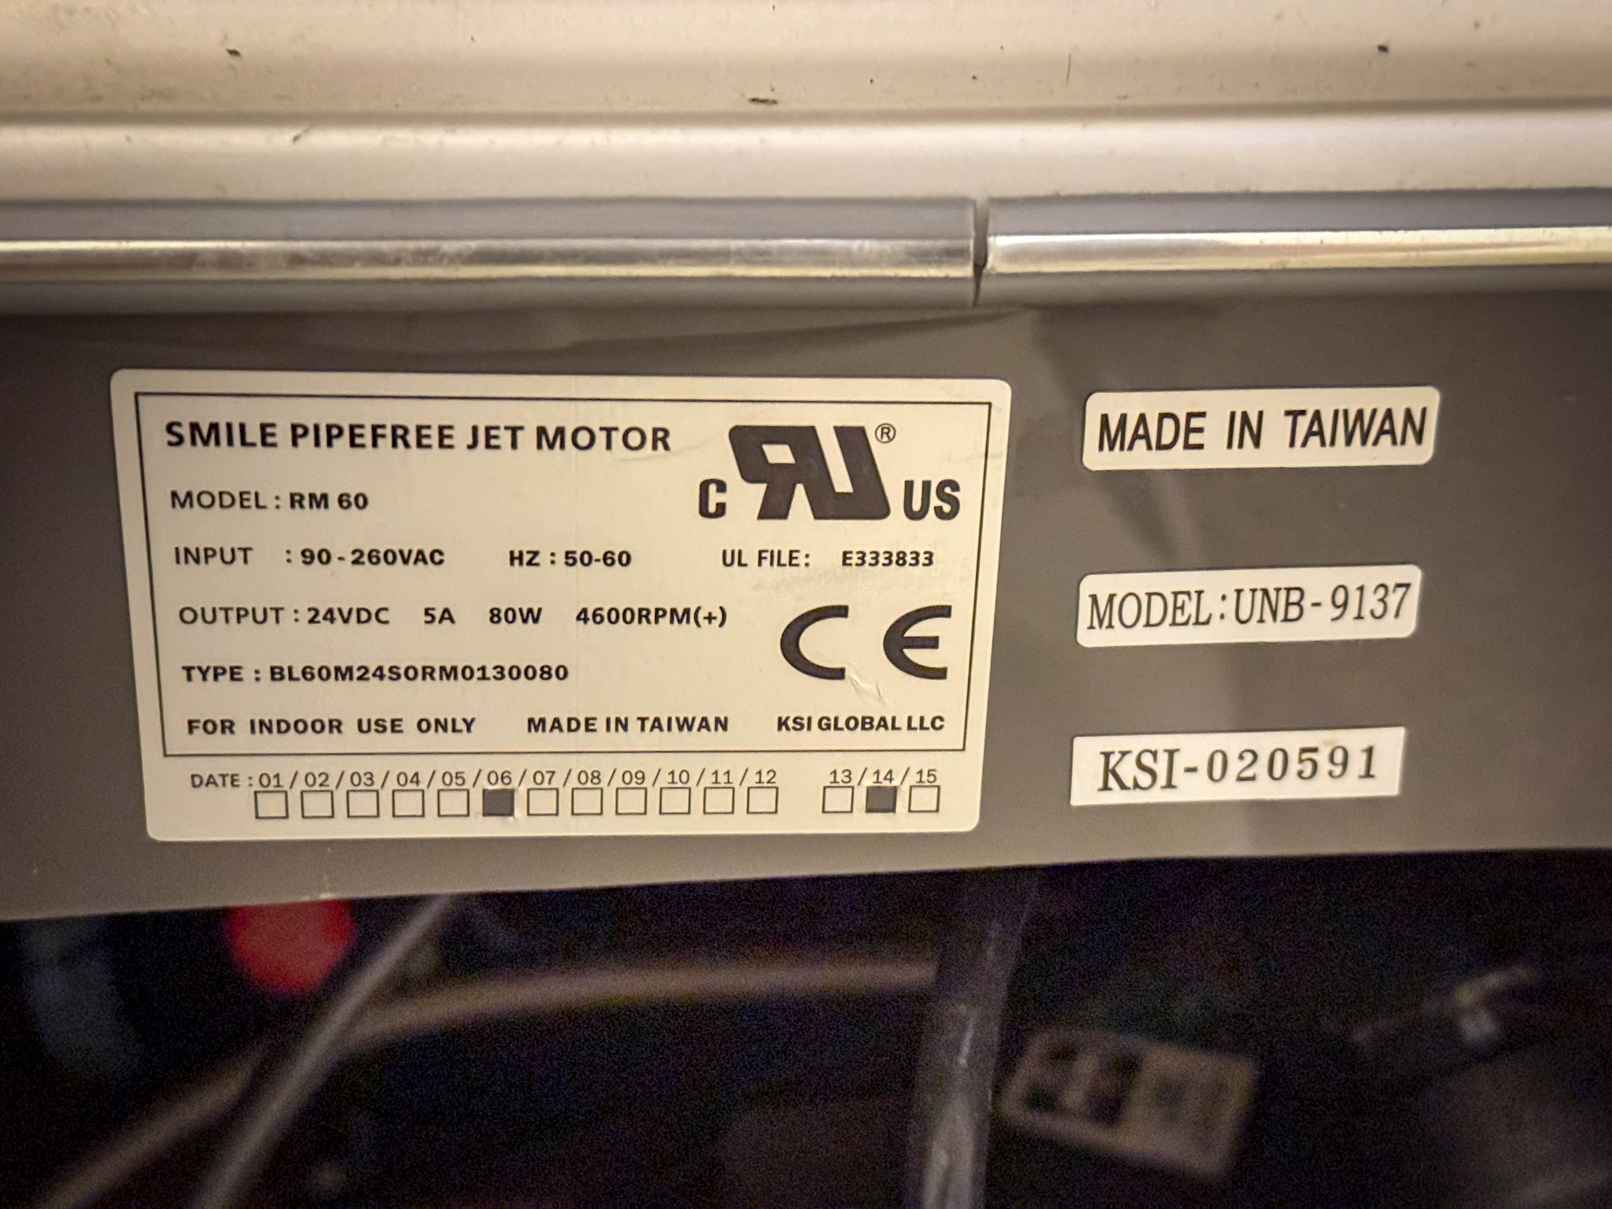 SMILE PIPEFREE JET MOTOR
MODEL : RM 60
C RU® US
INPUT : 90-260VAC HZ : 50-60 UL FILE: E333833
OUTPUT : 24VDC 5A 80W 4600RPM(+)
CE
TYPE : BL60M24SORM0130080
FOR INDOOR USE ONLY MADE IN TAIWAN KSI GLOBAL LLC
DATE : 01 / 02 / 03 / 04 / 05 / 06 / 07 / 08 / 09 / 10 / 11 / 12 13 / 14 / 15
MADE IN TAIWAN
MODEL:UNB-9137
KSI-020591